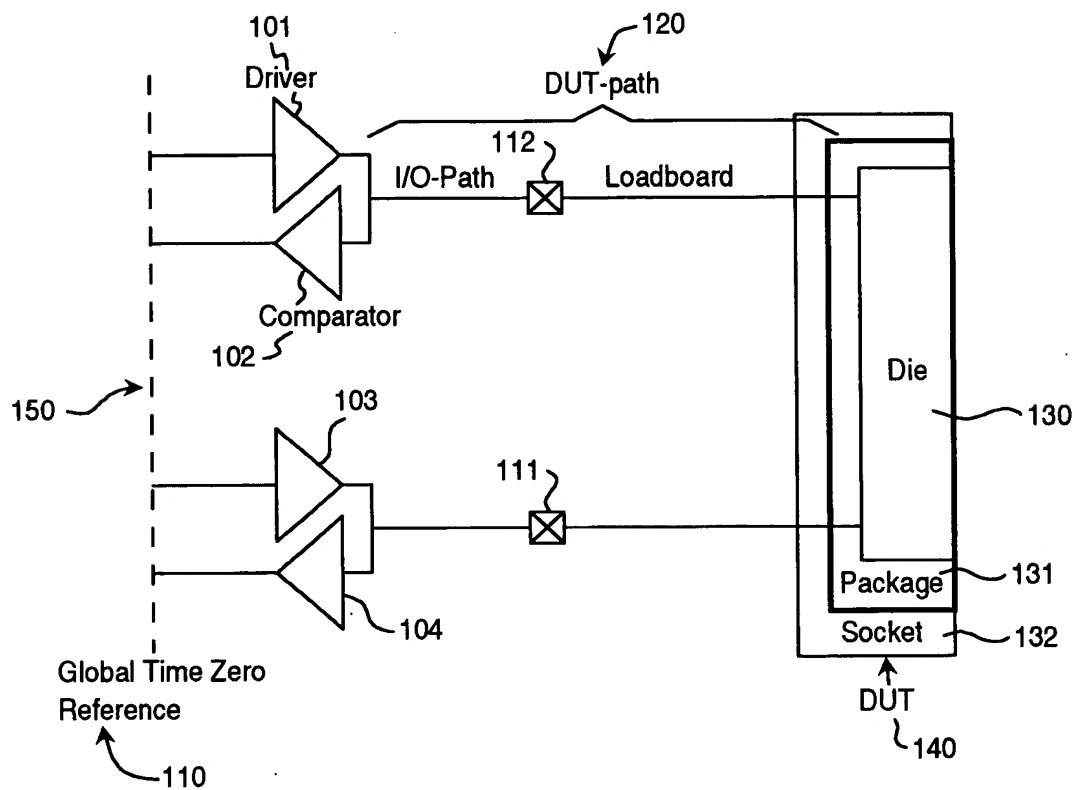 101
120
Driver
DUT-path
112
I/O-Path
Loadboard
Comparator
102
Die
150
103
130
111
Package
131
104
Socket
132
Global Time Zero
Reference
DUT
140
110